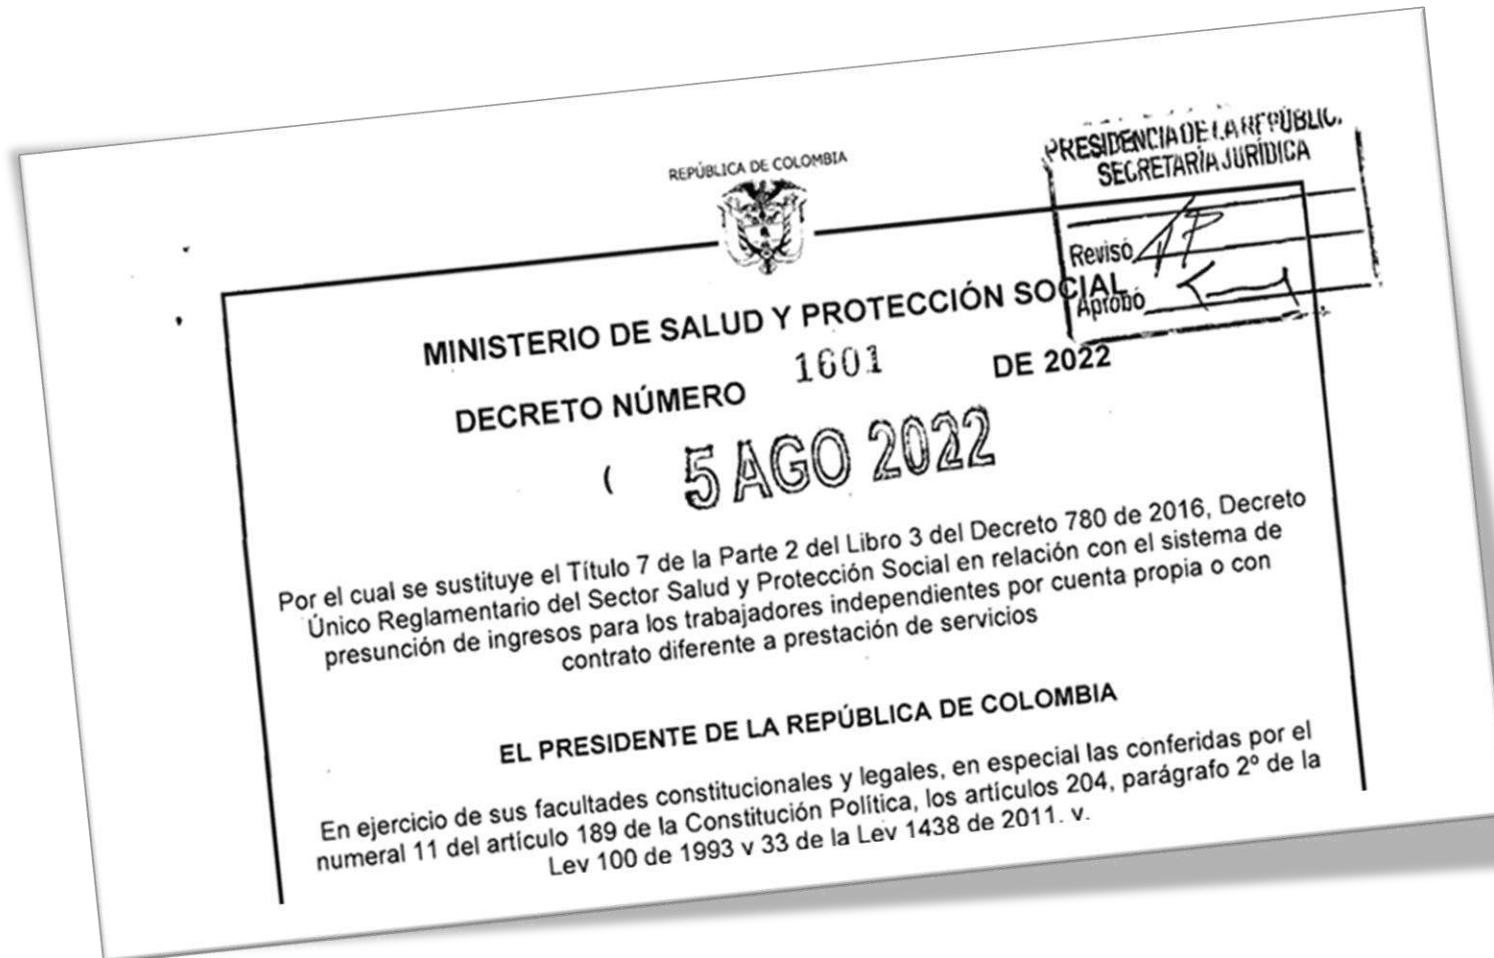 REPÚBLICA DE COLOMBIA
PRESIDENCIA DE LA REPÚBLIC
SECRETARÍA JURÍDICA
Revisó
Aprobó
MINISTERIO DE SALUD Y PROTECCIÓN SOCIAL
DECRETO NÚMERO 1601 DE 2022
( 5 AGO 2022
Por el cual se sustituye el Título 7 de la Parte 2 del Libro 3 del Decreto 780 de 2016, Decreto
Único Reglamentario del Sector Salud y Protección Social en relación con el sistema de
presunción de ingresos para los trabajadores independientes por cuenta propia o con
contrato diferente a prestación de servicios
EL PRESIDENTE DE LA REPÚBLICA DE COLOMBIA
En ejercicio de sus facultades constitucionales y legales, en especial las conferidas por el
numeral 11 del artículo 189 de la Constitución Política, los artículos 204, parágrafo 2º de la
Ley 100 de 1993 y 33 de la Ley 1438 de 2011. y.